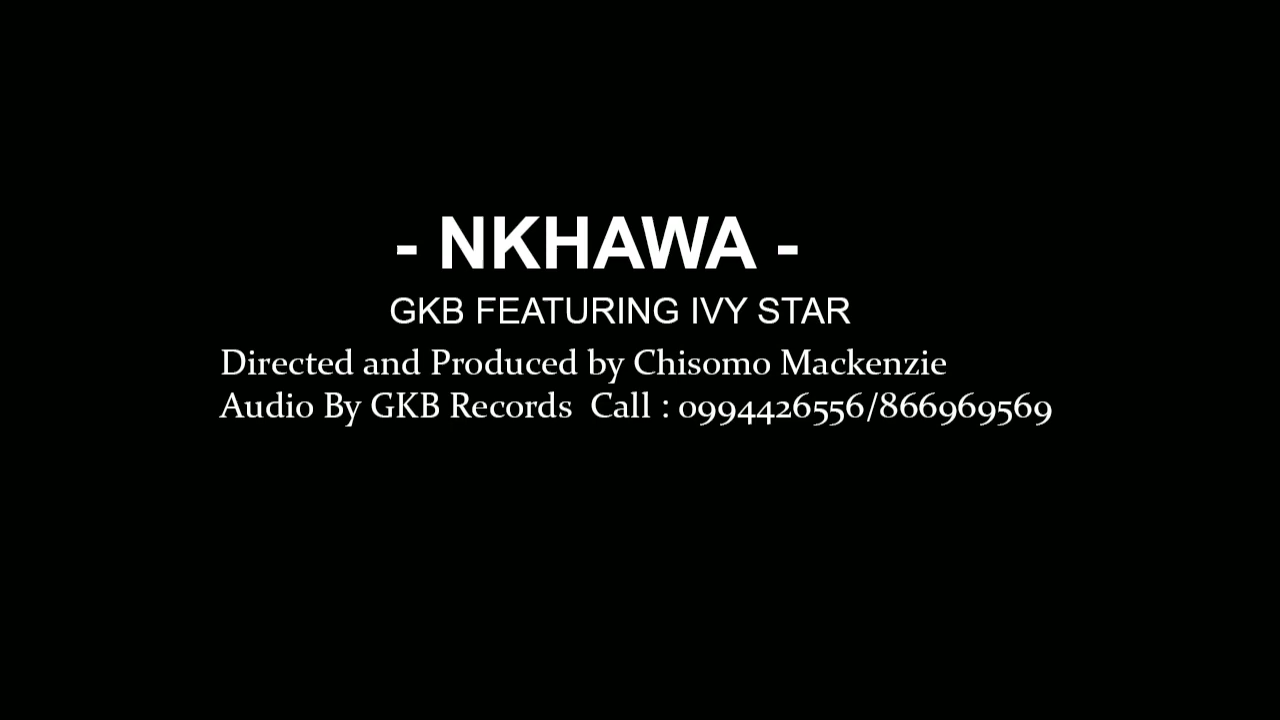 - NKHAWA -
GKB FEATURING IVY STAR
Directed and Produced by Chisomo Mackenzie
Audio By GKB Records  Call : 0994426556/866969569